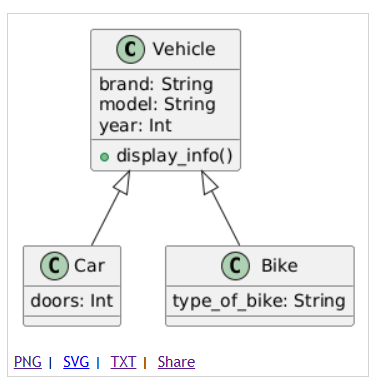 C Vehicle
brand: String
model: String
year: Int
display_info()
C Car
C Bike
doors: Int
type_of_bike: String
PNG | SVG | TXT | Share